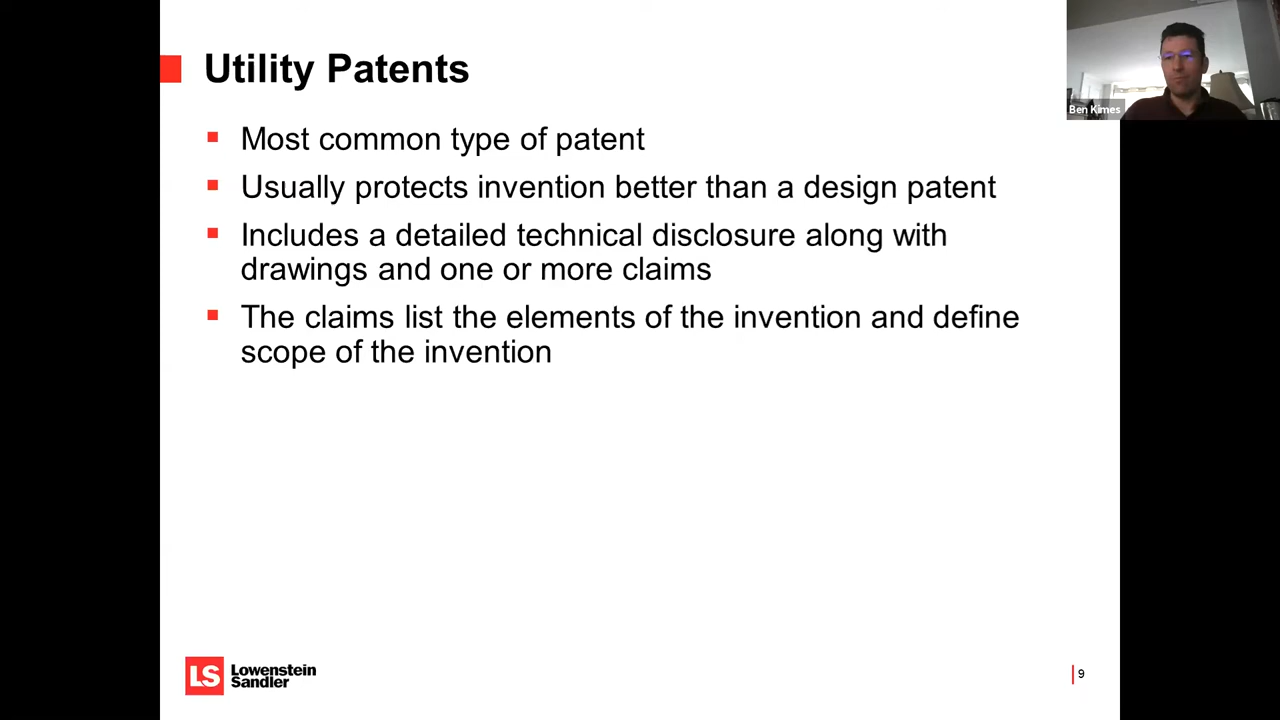 Utility Patents
Most common type of patent
Usually protects invention better than a design patent
Includes a detailed technical disclosure along with
drawings and one or more claims
The claims list the elements of the invention and define
scope of the invention
Ben Kimes
LS Lowenstein
Sandler
9